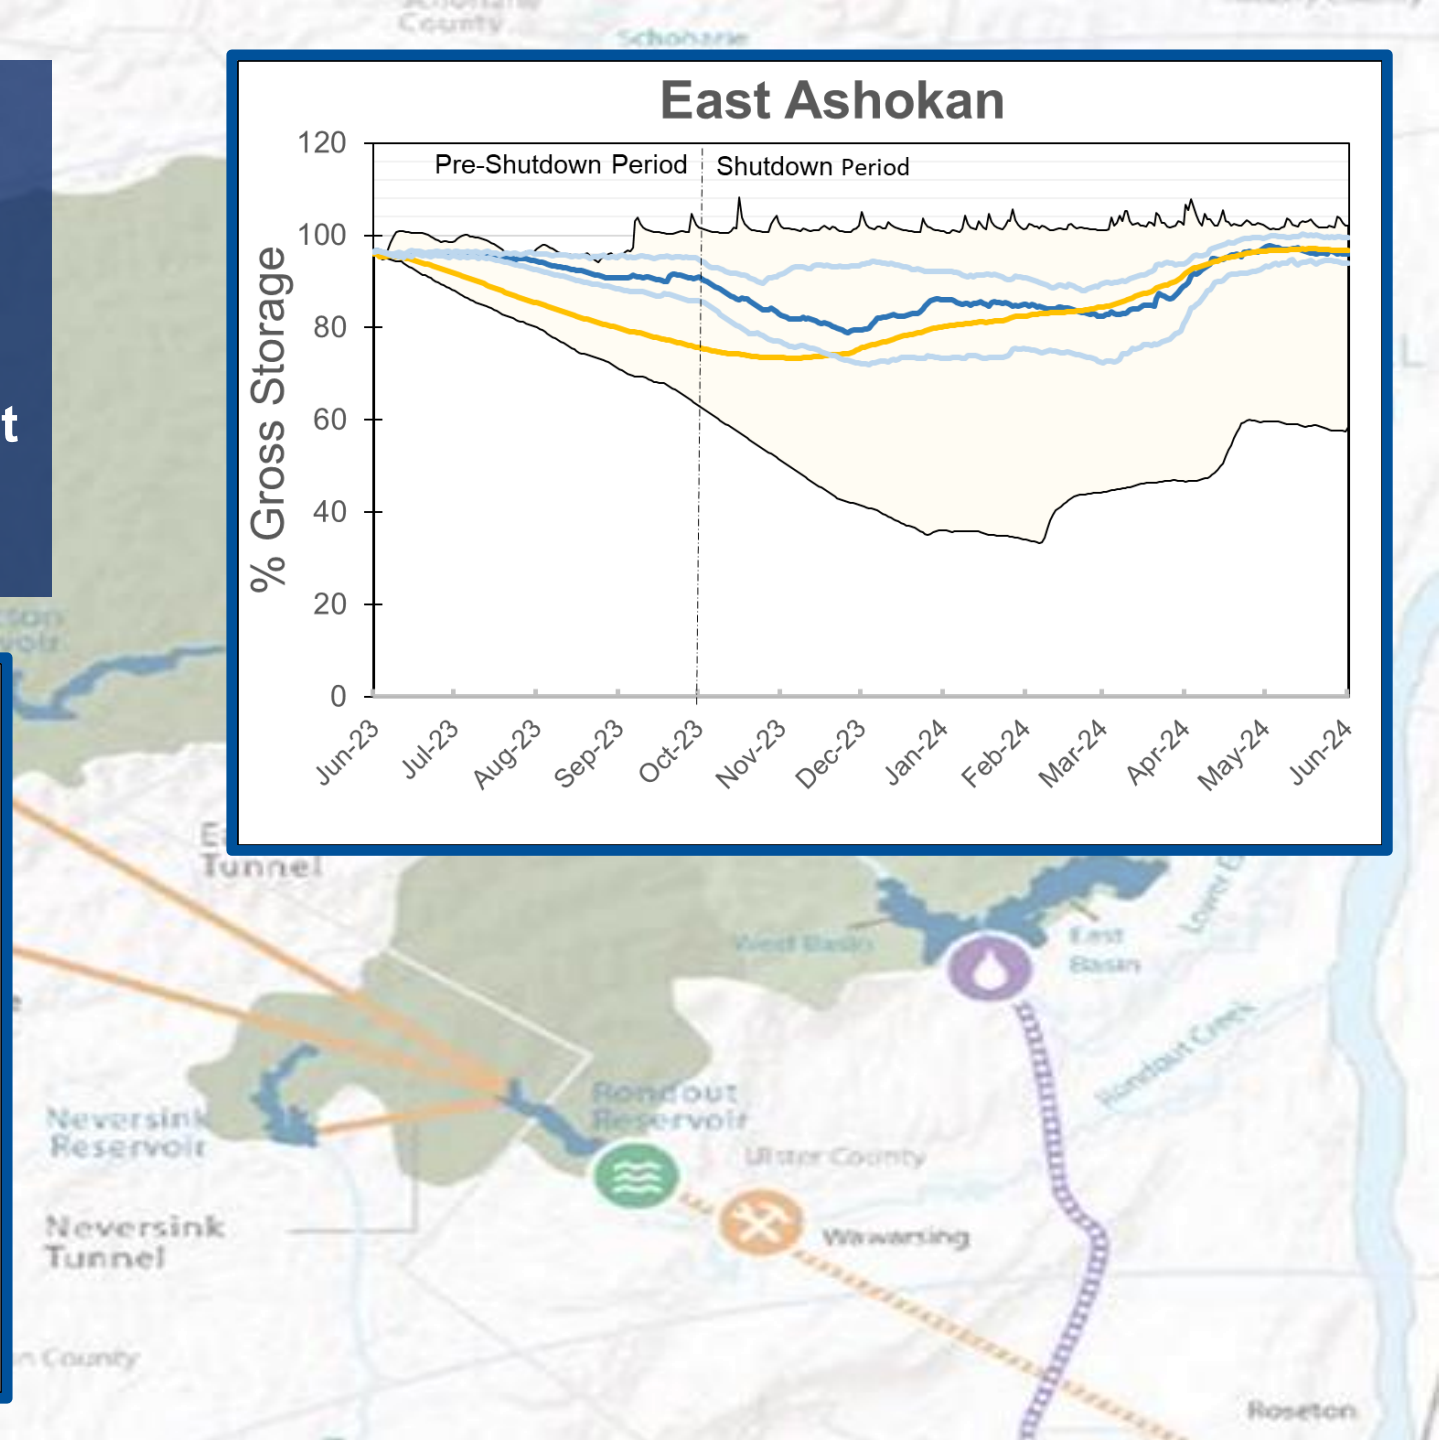 County
Schoharie
East Ashokan
120
100
80
60
40
20
0
% Gross Storage
Pre-Shutdown Period
Shutdown Period
Jun-23
Jul-23
Aug-23
Sep-23
Oct-23
Nov-23
Dec-23
Jan-24
Feb-24
Mar-24
Apr-24
May-24
Jun-24
t
L
Tunnel
West Basin
East
Basin
Lower
Rondout Creek
Rondout
Reservoir
Neversink
Reservoir
Ulster County
Neversink
Tunnel
Wawarsing
County
Roseton